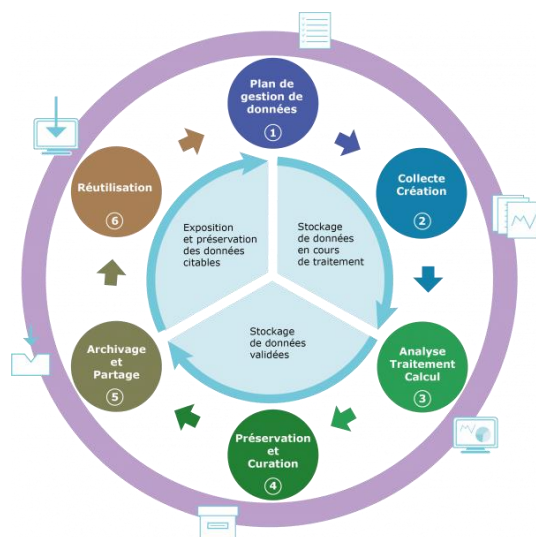 Plan de
gestion de
données
1
Collecte
Création
2
Analyse
Traitement
Calcul
3
Préservation
et
Curation
4
Archivage
et
Partage
5
Réutilisation
6
Exposition
et préservation
des données
citables
Stockage
de données
en cours
de traitement
Stockage
de données
validées